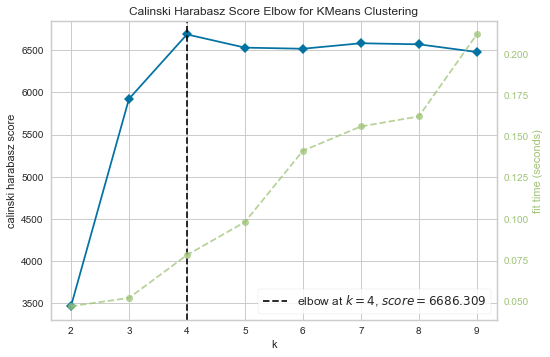 Calinski Harabasz Score Elbow for KMeans Clustering
calinski harabasz score
6500
6000
5500
5000
4500
4000
3500
0.200
0.175
0.150
0.125
0.100
0.075
0.050
fit time (seconds)
elbow at k = 4, score = 6686.309
2 3 4 5 6 7 8 9
k